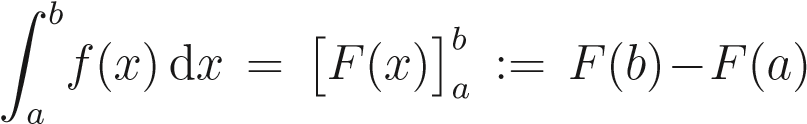 ∫_a^b f(x) dx = [F(x)]_a^b := F(b)−F(a)